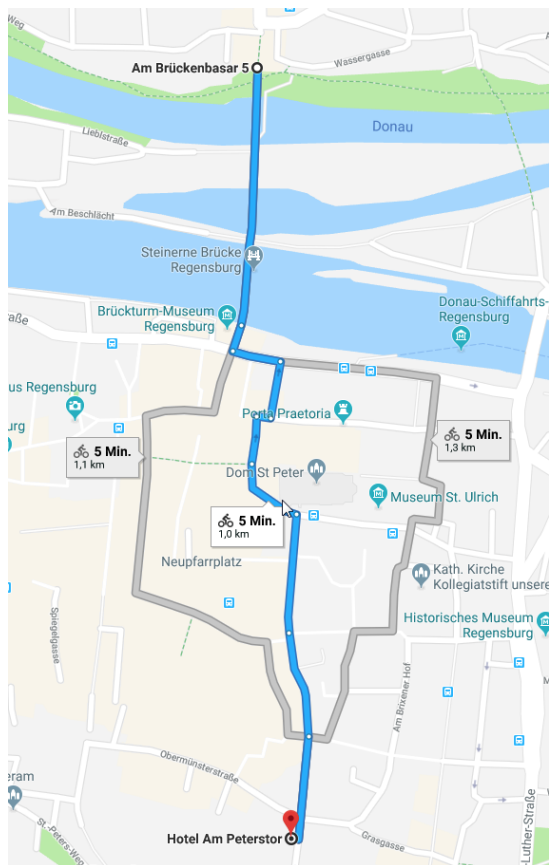 Weg
Am Brückenbasar 5
Wassergasse
Donau
Lieblstraße
Am Beschlächt
Steinerne Brücke
Regensburg
Brückturm-Museum
Regensburg
Donau-Schiffahrts-
Regensburg
aße
us Regensburg
urg
Porta Praetoria
5 Min.
1,1 km
5 Min.
1,3 km
Dom St Peter
Museum St. Ulrich
5 Min.
1,0 km
Neupfarrplatz
Kath. Kirche
Kollegiatstift unsere
Spiegelgasse
Historisches Museum
Regensburg
Am Brixener Hof
Obermünsterstraße
eram
St.-Peters-Weg
Hotel Am Peterstor
Grasgasse
-Luther-Straße